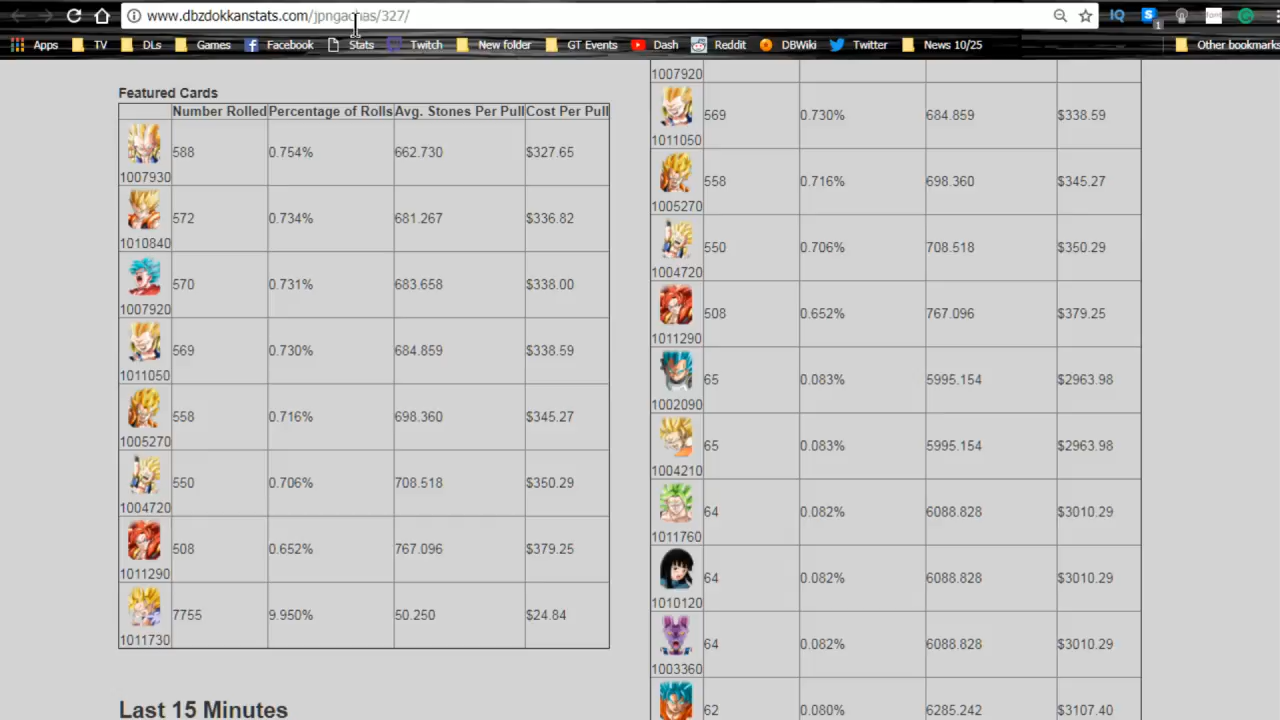 www.dbzdokkanstats.com/jpngachas/327/
Apps TV DLs Games Facebook Stats Twitch New folder GT Events Dash Reddit DBWiki Twitter News 10/25 Other bookmarks
Featured Cards
Number Rolled Percentage of Rolls Avg. Stones Per Pull Cost Per Pull
588 0.754% 662.730 $327.65
1007930
572 0.734% 681.267 $336.82
1010840
570 0.731% 683.658 $338.00
1007920
569 0.730% 684.859 $338.59
1011050
558 0.716% 698.360 $345.27
1005270
550 0.706% 708.518 $350.29
1004720
508 0.652% 767.096 $379.25
1011290
7755 9.950% 50.250 $24.84
1011730
Last 15 Minutes
1007920
569 0.730% 684.859 $338.59
1011050
558 0.716% 698.360 $345.27
1005270
550 0.706% 708.518 $350.29
1004720
508 0.652% 767.096 $379.25
1011290
65 0.083% 5995.154 $2963.98
1002090
65 0.083% 5995.154 $2963.98
1004210
64 0.082% 6088.828 $3010.29
1011760
64 0.082% 6088.828 $3010.29
1010120
64 0.082% 6088.828 $3010.29
1003360
62 0.080% 6285.242 $3107.40